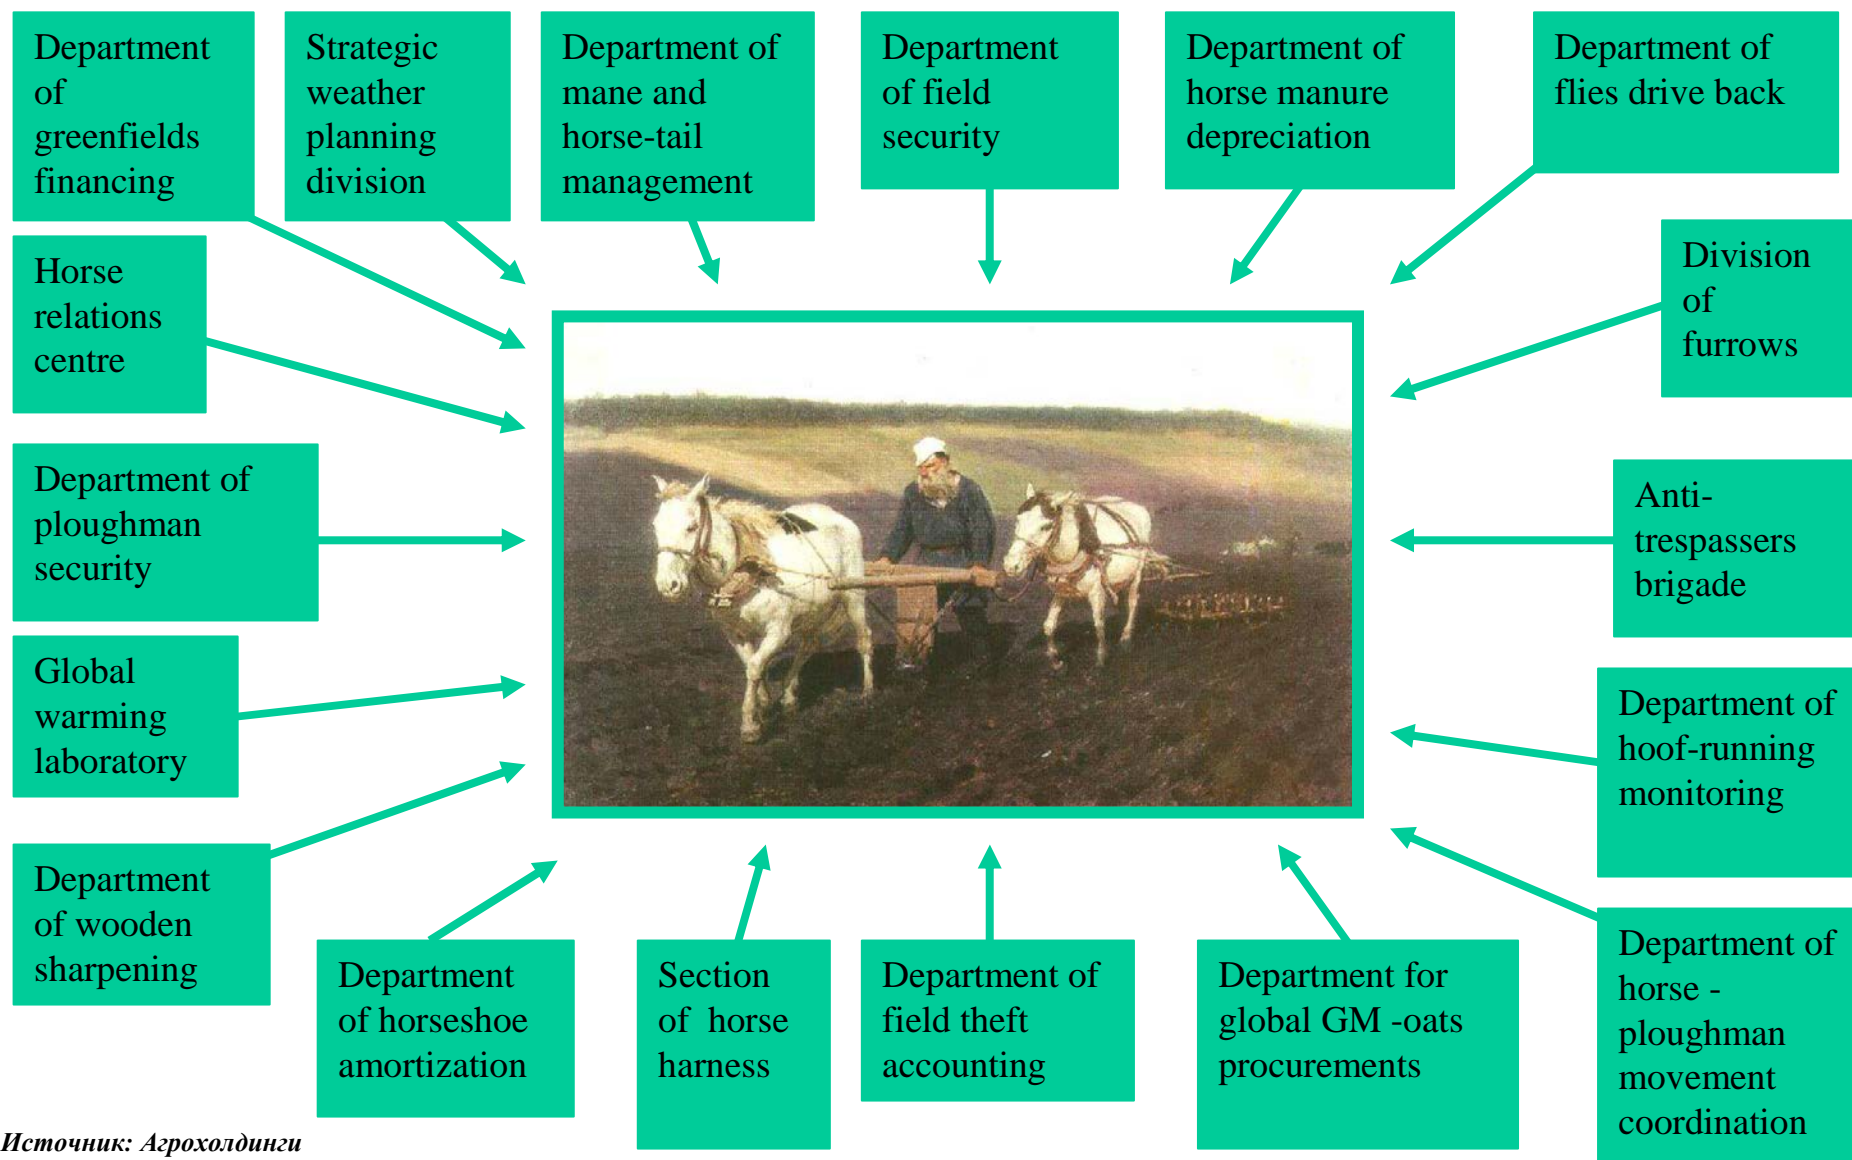 Department
of
greenfields
financing
Strategic
weather
planning
division
Department of
mane and
horse-tail
management
Department
of field
security
Department of
horse manure
depreciation
Department of
flies drive back
Horse
relations
centre
Division
of
furrows
Department of
ploughman
security
Anti-
trespassers
brigade
Global
warming
laboratory
Department of
hoof-running
monitoring
Department
of wooden
sharpening
Department
of horseshoe
amortization
Section
of horse
harness
Department of
field theft
accounting
Department for
global GM -oats
procurements
Department of
horse -
ploughman
movement
coordination
Источник: Агрохолдинги